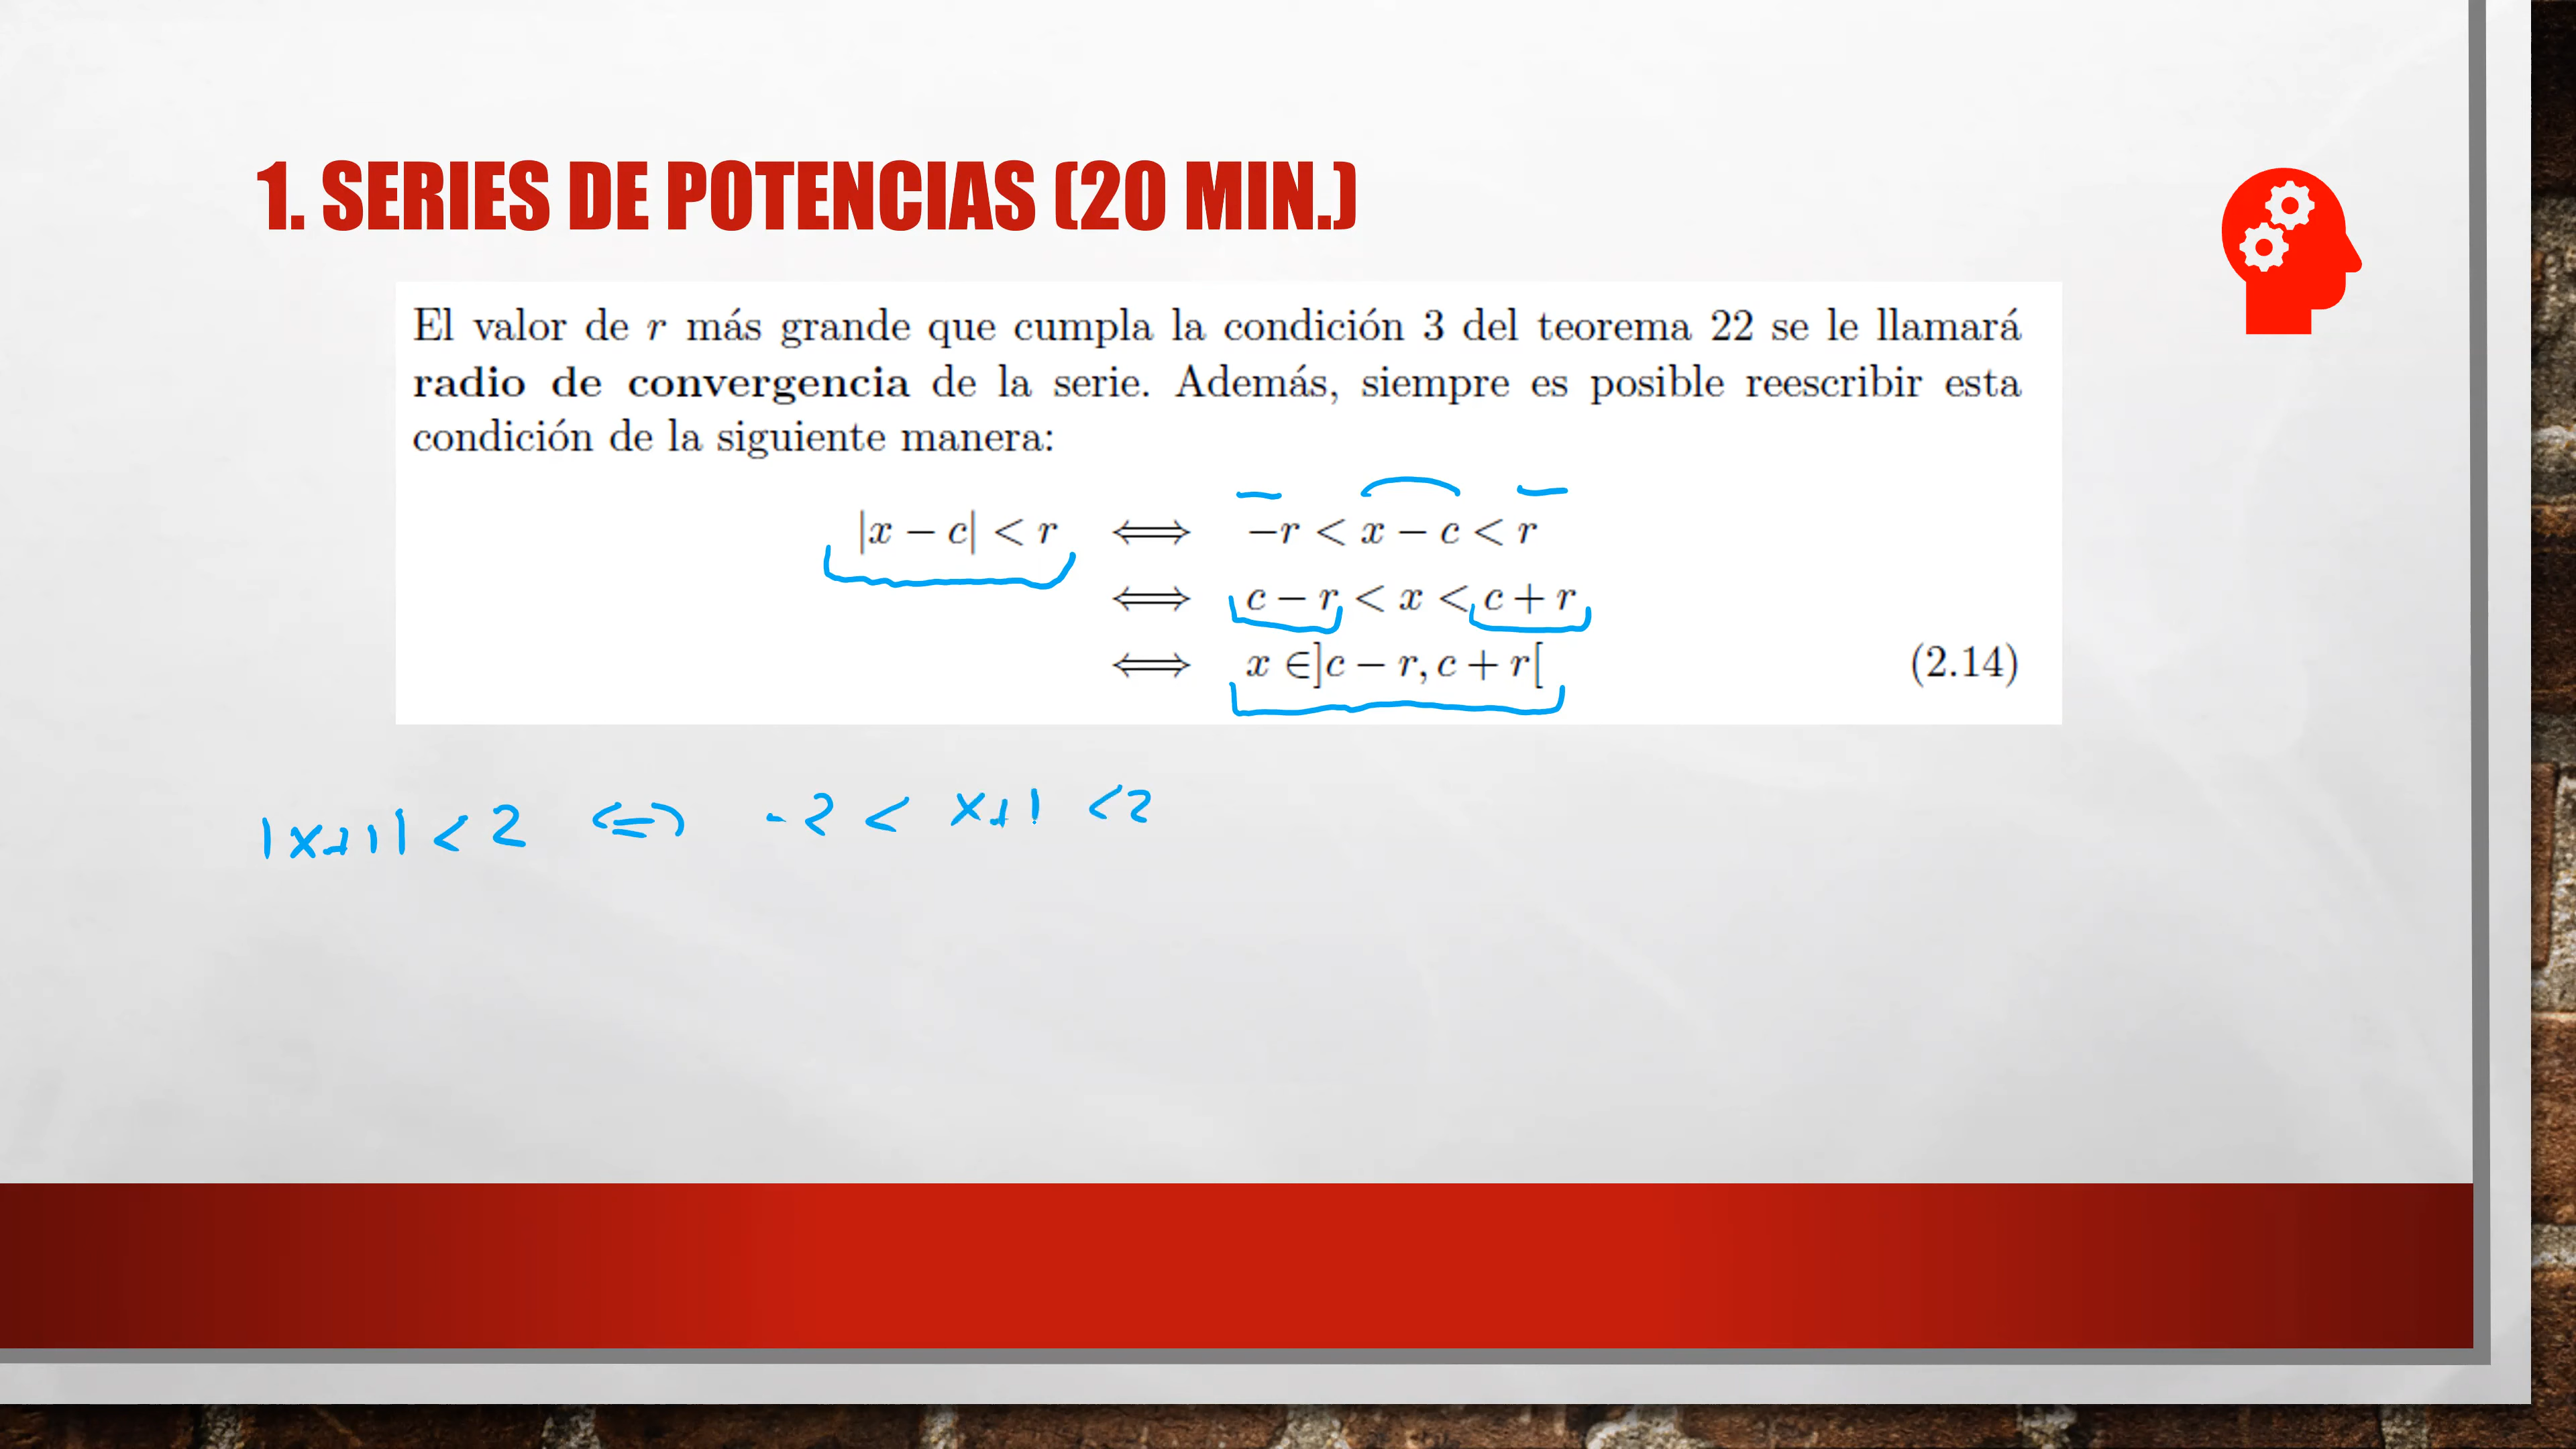 1. SERIES DE POTENCIAS (20 MIN.)
El valor de r más grande que cumpla la condición 3 del teorema 22 se le llamará
radio de convergencia de la serie. Además, siempre es posible reescribir esta
condición de la siguiente manera:
|x − c| < r ⟺ −r < x − c < r
⟺ c − r < x < c + r
⟺ x ∈]c − r, c + r[ (2.14)
|x+1| < 2 ⟺ -2 < x+1 < 2